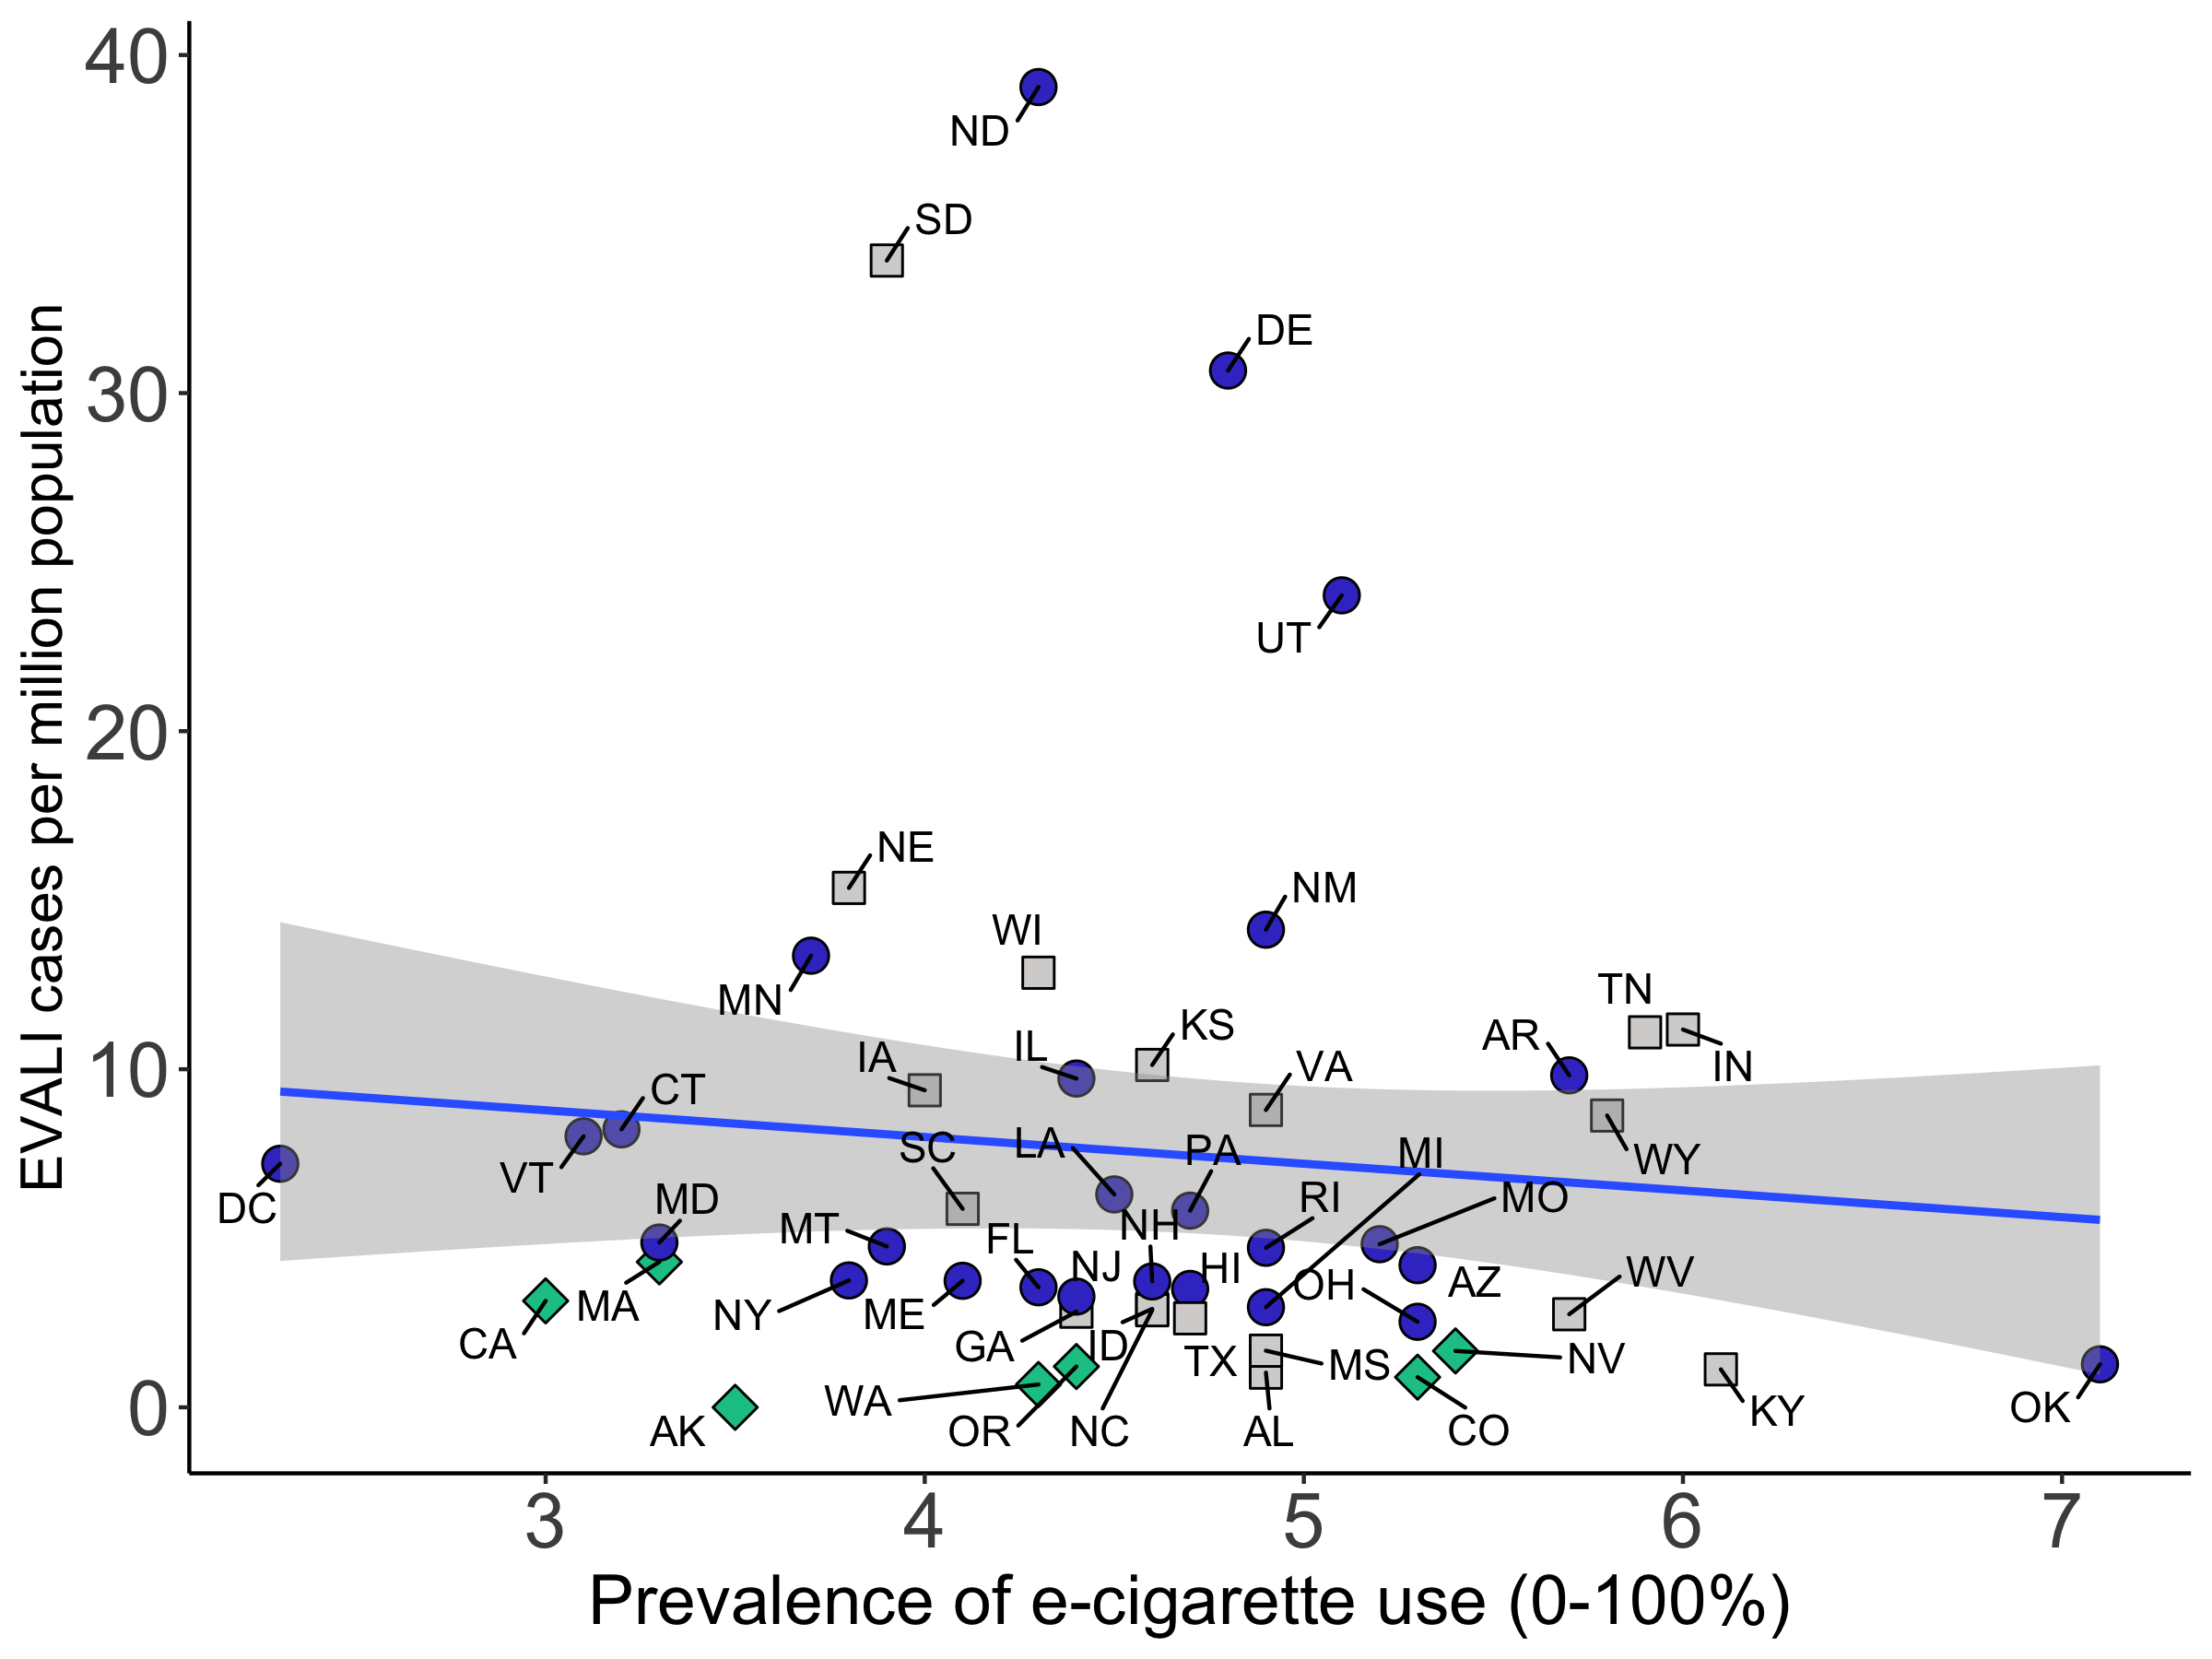 40
ND
SD
DE
30
UT
20
NE
NM
WI
MN
TN
KS
AR
IL
IA
VA
IN
10
CT
SC
LA
PA
MI
WY
VT
DC
MD
RI
MO
MT
FL
NH
NJ
HI
WV
OH
AZ
MA
NY
ME
CA
GA
ID
TX
MS
NV
WA
0
OR
NC
AL
CO
KY
OK
AK
3 4 5 6 7
EVALI cases per million population
Prevalence of e-cigarette use (0-100%)